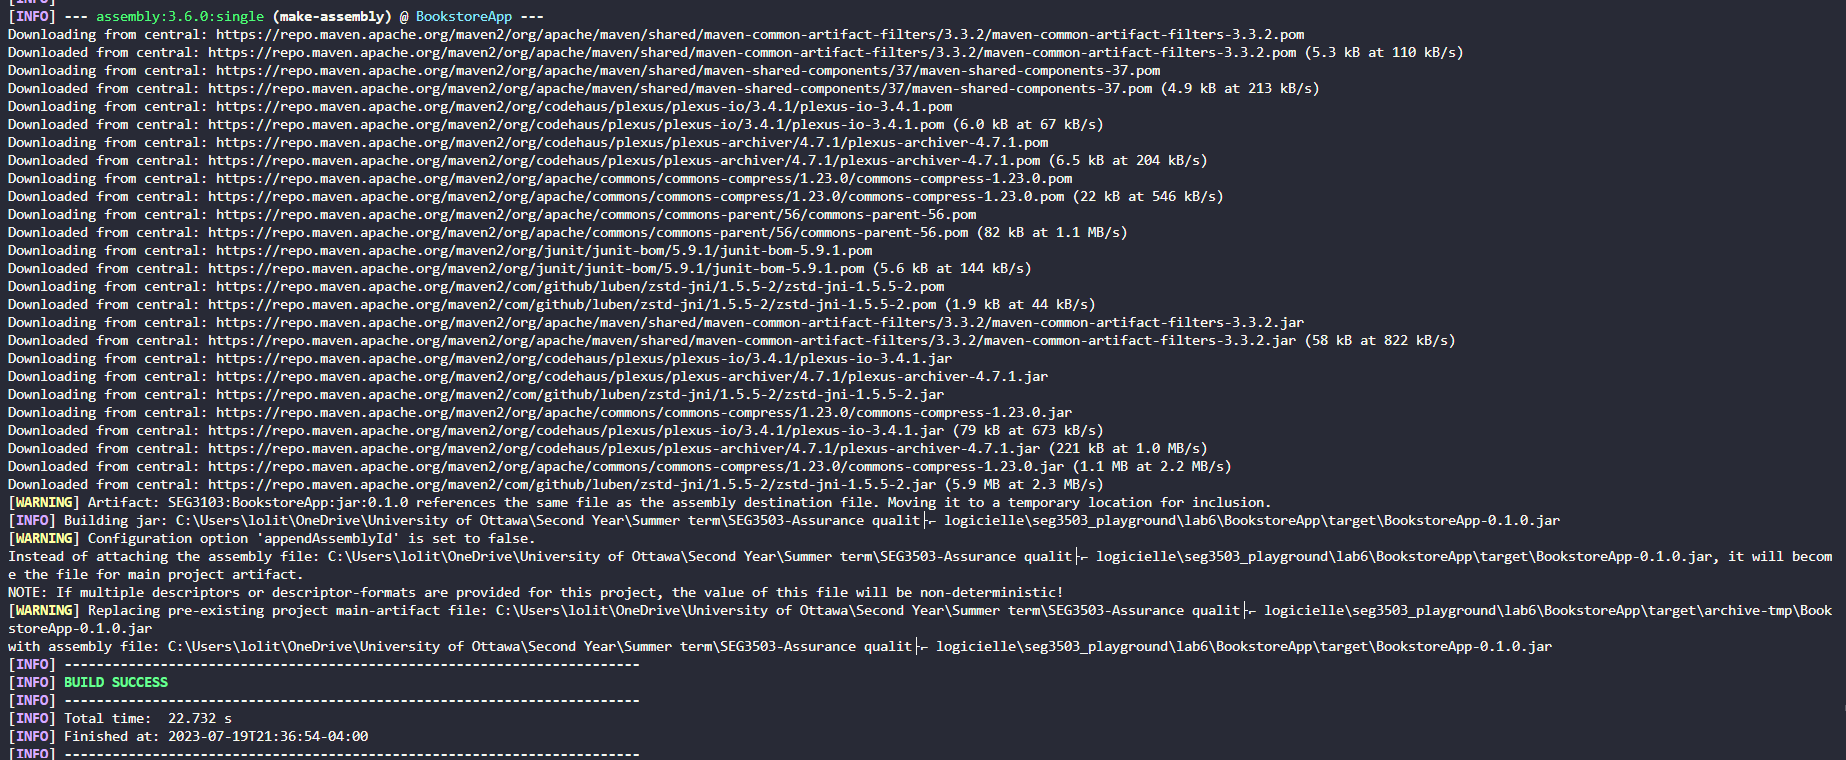 [INFO]
[INFO] --- assembly:3.6.0:single (make-assembly) @ BookstoreApp ---
Downloading from central: https://repo.maven.apache.org/maven2/org/apache/maven/shared/maven-common-artifact-filters/3.3.2/maven-common-artifact-filters-3.3.2.pom
Downloaded from central: https://repo.maven.apache.org/maven2/org/apache/maven/shared/maven-common-artifact-filters/3.3.2/maven-common-artifact-filters-3.3.2.pom (5.3 kB at 110 kB/s)
Downloading from central: https://repo.maven.apache.org/maven2/org/apache/maven/shared/maven-shared-components/37/maven-shared-components-37.pom
Downloaded from central: https://repo.maven.apache.org/maven2/org/apache/maven/shared/maven-shared-components/37/maven-shared-components-37.pom (4.9 kB at 213 kB/s)
Downloading from central: https://repo.maven.apache.org/maven2/org/codehaus/plexus/plexus-io/3.4.1/plexus-io-3.4.1.pom
Downloaded from central: https://repo.maven.apache.org/maven2/org/codehaus/plexus/plexus-io/3.4.1/plexus-io-3.4.1.pom (6.0 kB at 67 kB/s)
Downloading from central: https://repo.maven.apache.org/maven2/org/codehaus/plexus/plexus-archiver/4.7.1/plexus-archiver-4.7.1.pom
Downloaded from central: https://repo.maven.apache.org/maven2/org/codehaus/plexus/plexus-archiver/4.7.1/plexus-archiver-4.7.1.pom (6.5 kB at 204 kB/s)
Downloading from central: https://repo.maven.apache.org/maven2/org/apache/commons/commons-compress/1.23.0/commons-compress-1.23.0.pom
Downloaded from central: https://repo.maven.apache.org/maven2/org/apache/commons/commons-compress/1.23.0/commons-compress-1.23.0.pom (22 kB at 546 kB/s)
Downloading from central: https://repo.maven.apache.org/maven2/org/apache/commons/commons-parent/56/commons-parent-56.pom
Downloaded from central: https://repo.maven.apache.org/maven2/org/apache/commons/commons-parent/56/commons-parent-56.pom (82 kB at 1.1 MB/s)
Downloading from central: https://repo.maven.apache.org/maven2/org/junit/junit-bom/5.9.1/junit-bom-5.9.1.pom
Downloaded from central: https://repo.maven.apache.org/maven2/org/junit/junit-bom/5.9.1/junit-bom-5.9.1.pom (5.6 kB at 144 kB/s)
Downloading from central: https://repo.maven.apache.org/maven2/com/github/luben/zstd-jni/1.5.5-2/zstd-jni-1.5.5-2.pom
Downloaded from central: https://repo.maven.apache.org/maven2/com/github/luben/zstd-jni/1.5.5-2/zstd-jni-1.5.5-2.pom (1.9 kB at 44 kB/s)
Downloading from central: https://repo.maven.apache.org/maven2/org/apache/maven/shared/maven-common-artifact-filters/3.3.2/maven-common-artifact-filters-3.3.2.jar
Downloaded from central: https://repo.maven.apache.org/maven2/org/apache/maven/shared/maven-common-artifact-filters/3.3.2/maven-common-artifact-filters-3.3.2.jar (58 kB at 822 kB/s)
Downloading from central: https://repo.maven.apache.org/maven2/org/codehaus/plexus/plexus-io/3.4.1/plexus-io-3.4.1.jar
Downloading from central: https://repo.maven.apache.org/maven2/org/codehaus/plexus/plexus-archiver/4.7.1/plexus-archiver-4.7.1.jar
Downloading from central: https://repo.maven.apache.org/maven2/com/github/luben/zstd-jni/1.5.5-2/zstd-jni-1.5.5-2.jar
Downloading from central: https://repo.maven.apache.org/maven2/org/apache/commons/commons-compress/1.23.0/commons-compress-1.23.0.jar
Downloaded from central: https://repo.maven.apache.org/maven2/org/codehaus/plexus/plexus-io/3.4.1/plexus-io-3.4.1.jar (79 kB at 673 kB/s)
Downloaded from central: https://repo.maven.apache.org/maven2/org/codehaus/plexus/plexus-archiver/4.7.1/plexus-archiver-4.7.1.jar (221 kB at 1.0 MB/s)
Downloaded from central: https://repo.maven.apache.org/maven2/org/apache/commons/commons-compress/1.23.0/commons-compress-1.23.0.jar (1.1 MB at 2.2 MB/s)
Downloaded from central: https://repo.maven.apache.org/maven2/com/github/luben/zstd-jni/1.5.5-2/zstd-jni-1.5.5-2.jar (5.9 MB at 2.3 MB/s)
[WARNING] Artifact: SEG3103:BookstoreApp:jar:0.1.0 references the same file as the assembly destination file. Moving it to a temporary location for inclusion.
[INFO] Building jar: C:\Users\lolit\OneDrive\University of Ottawa\Second Year\Summer term\SEG3503-Assurance qualit├⌐ logicielle\seg3503_playground\lab6\BookstoreApp\target\BookstoreApp-0.1.0.jar
[WARNING] Configuration option 'appendAssemblyId' is set to false.
Instead of attaching the assembly file: C:\Users\lolit\OneDrive\University of Ottawa\Second Year\Summer term\SEG3503-Assurance qualit├⌐ logicielle\seg3503_playground\lab6\BookstoreApp\target\BookstoreApp-0.1.0.jar, it will becom
e the file for main project artifact.
NOTE: If multiple descriptors or descriptor-formats are provided for this project, the value of this file will be non-deterministic!
[WARNING] Replacing pre-existing project main-artifact file: C:\Users\lolit\OneDrive\University of Ottawa\Second Year\Summer term\SEG3503-Assurance qualit├⌐ logicielle\seg3503_playground\lab6\BookstoreApp\target\archive-tmp\Book
storeApp-0.1.0.jar
with assembly file: C:\Users\lolit\OneDrive\University of Ottawa\Second Year\Summer term\SEG3503-Assurance qualit├⌐ logicielle\seg3503_playground\lab6\BookstoreApp\target\BookstoreApp-0.1.0.jar
[INFO] ------------------------------------------------------------------------
[INFO] BUILD SUCCESS
[INFO] ------------------------------------------------------------------------
[INFO] Total time:  22.732 s
[INFO] Finished at: 2023-07-19T21:36:54-04:00
[INFO] ------------------------------------------------------------------------